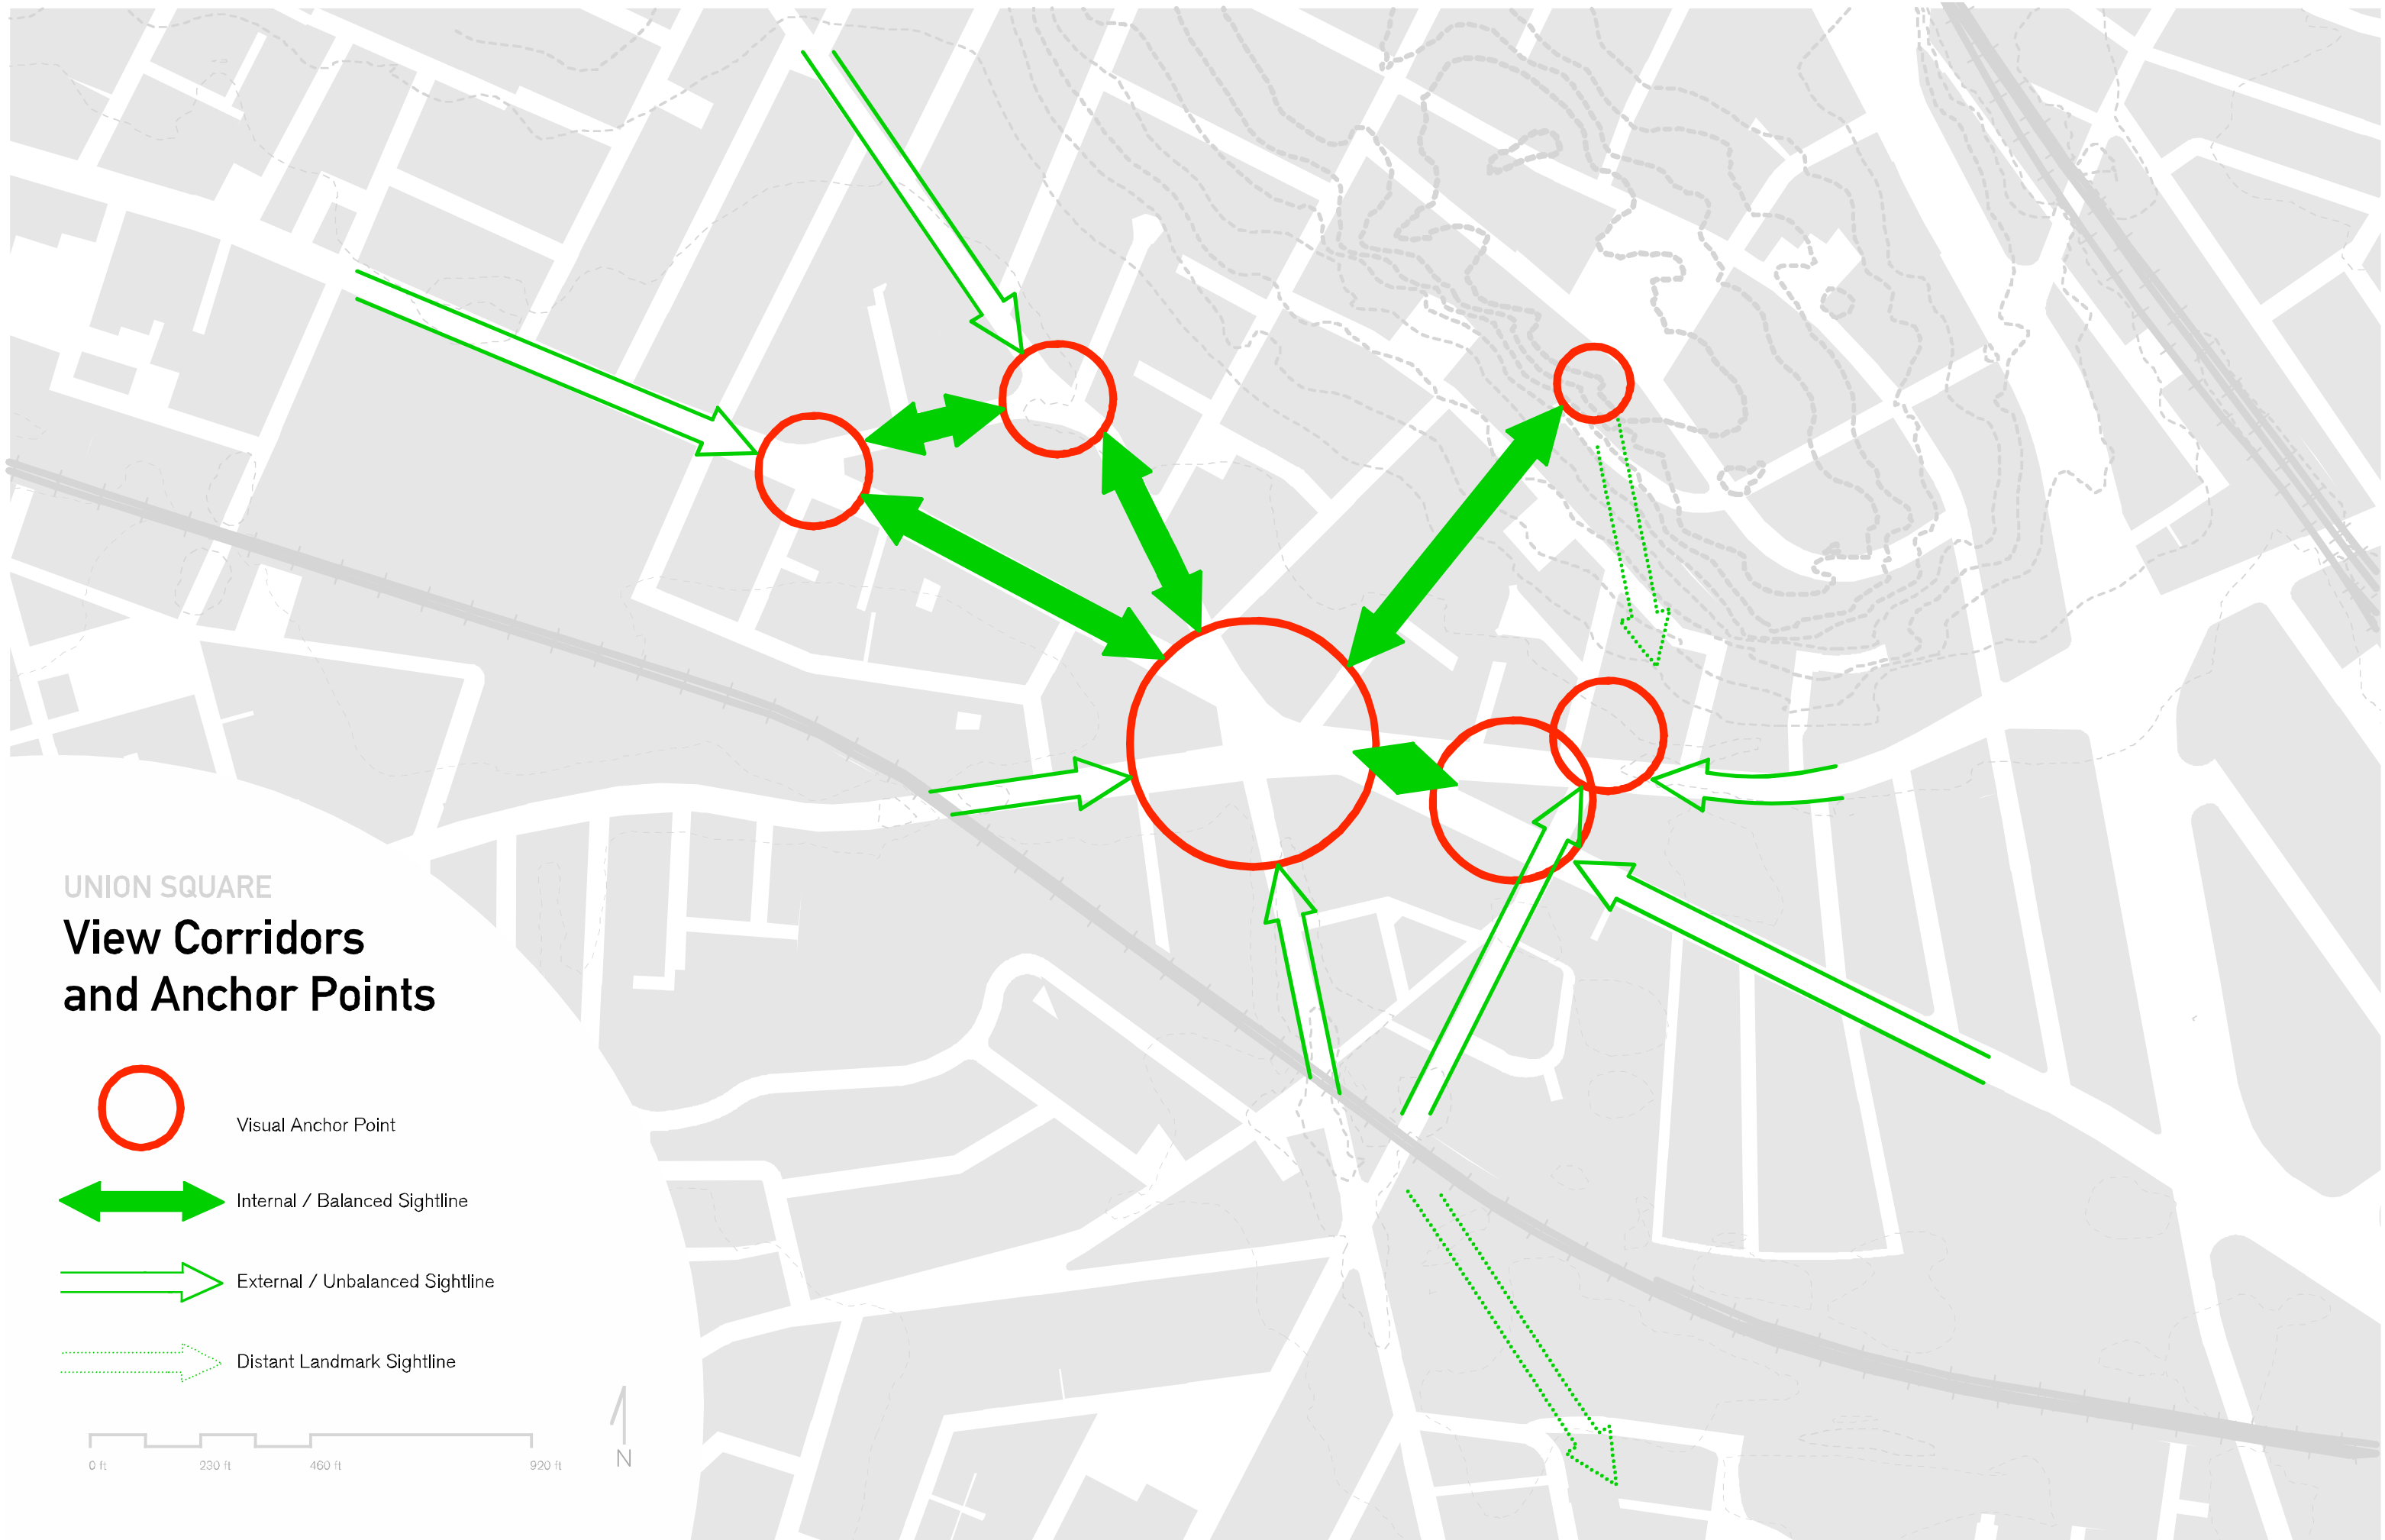 UNION SQUARE
View Corridors
and Anchor Points
Visual Anchor Point
Internal / Balanced Sightline
External / Unbalanced Sightline
Distant Landmark Sightline
0 ft 230 ft 460 ft 920 ft
N